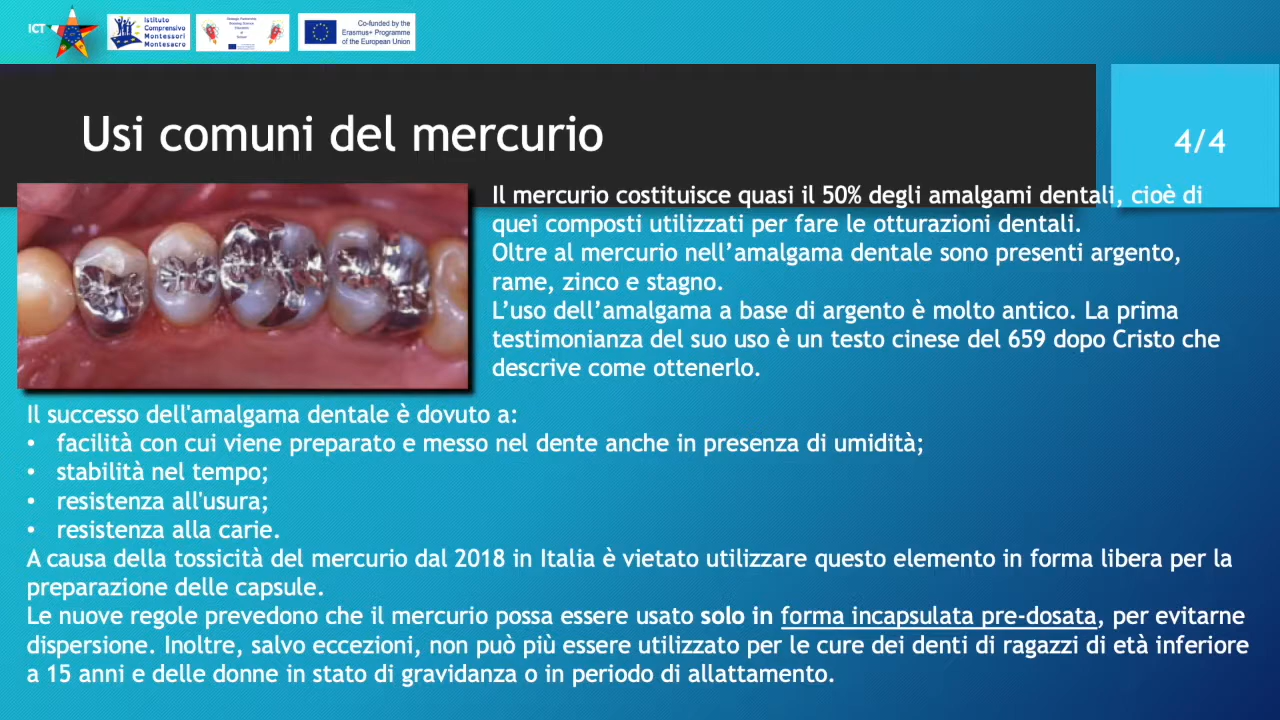 ICT
Istituto
Comprensivo
Montessori
Montesacro
Strategic Partnership
Science
School
Co-funded by the
Erasmus+ Programme
of the European Union
Usi comuni del mercurio
4/4
Il mercurio costituisce quasi il 50% degli amalgami dentali, cioè di
quei composti utilizzati per fare le otturazioni dentali.
Oltre al mercurio nell’amalgama dentale sono presenti argento,
rame, zinco e stagno.
L’uso dell’amalgama a base di argento è molto antico. La prima
testimonianza del suo uso è un testo cinese del 659 dopo Cristo che
descrive come ottenerlo.
Il successo dell'amalgama dentale è dovuto a:
• facilità con cui viene preparato e messo nel dente anche in presenza di umidità;
• stabilità nel tempo;
• resistenza all'usura;
• resistenza alla carie.
A causa della tossicità del mercurio dal 2018 in Italia è vietato utilizzare questo elemento in forma libera per la
preparazione delle capsule.
Le nuove regole prevedono che il mercurio possa essere usato solo in forma incapsulata pre-dosata, per evitarne
dispersione. Inoltre, salvo eccezioni, non può più essere utilizzato per le cure dei denti di ragazzi di età inferiore
a 15 anni e delle donne in stato di gravidanza o in periodo di allattamento.